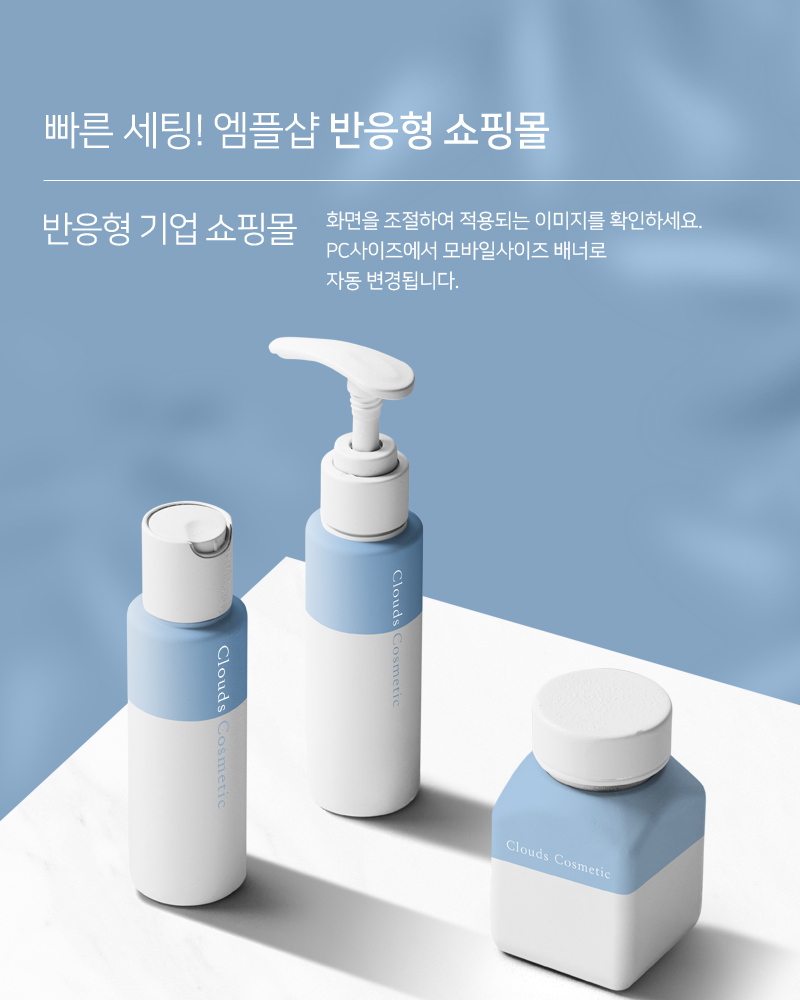 빠른 세팅! 엠플샵 반응형 쇼핑몰
반응형 기업 쇼핑몰
화면을 조절하여 적용되는 이미지를 확인하세요.
PC사이즈에서 모바일사이즈 배너로
자동 변경됩니다.
Clouds Cosmetic
Clouds Cosmetic
Clouds Cosmetic